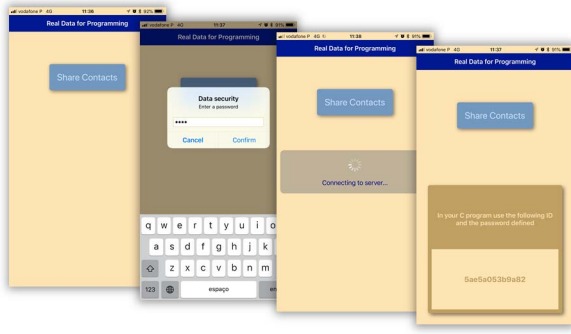 vodafone P 4G 11:36 92%
Real Data for Programming
Share Contacts
vodafone P 4G 11:37 91%
Real Data for Programming
Data security
Enter a password
••••
Cancel Confirm
q w e r t y u i o
a s d f g h j k
z x c v b n m
123 espaço
vodafone P 4G 11:38 91%
Real Data for Programming
Share Contacts
Connecting to server...
vodafone P 4G 11:37 91%
Real Data for Programming
Share Contacts
In your C program use the following ID
and the password defined
5ae5a053b9a82